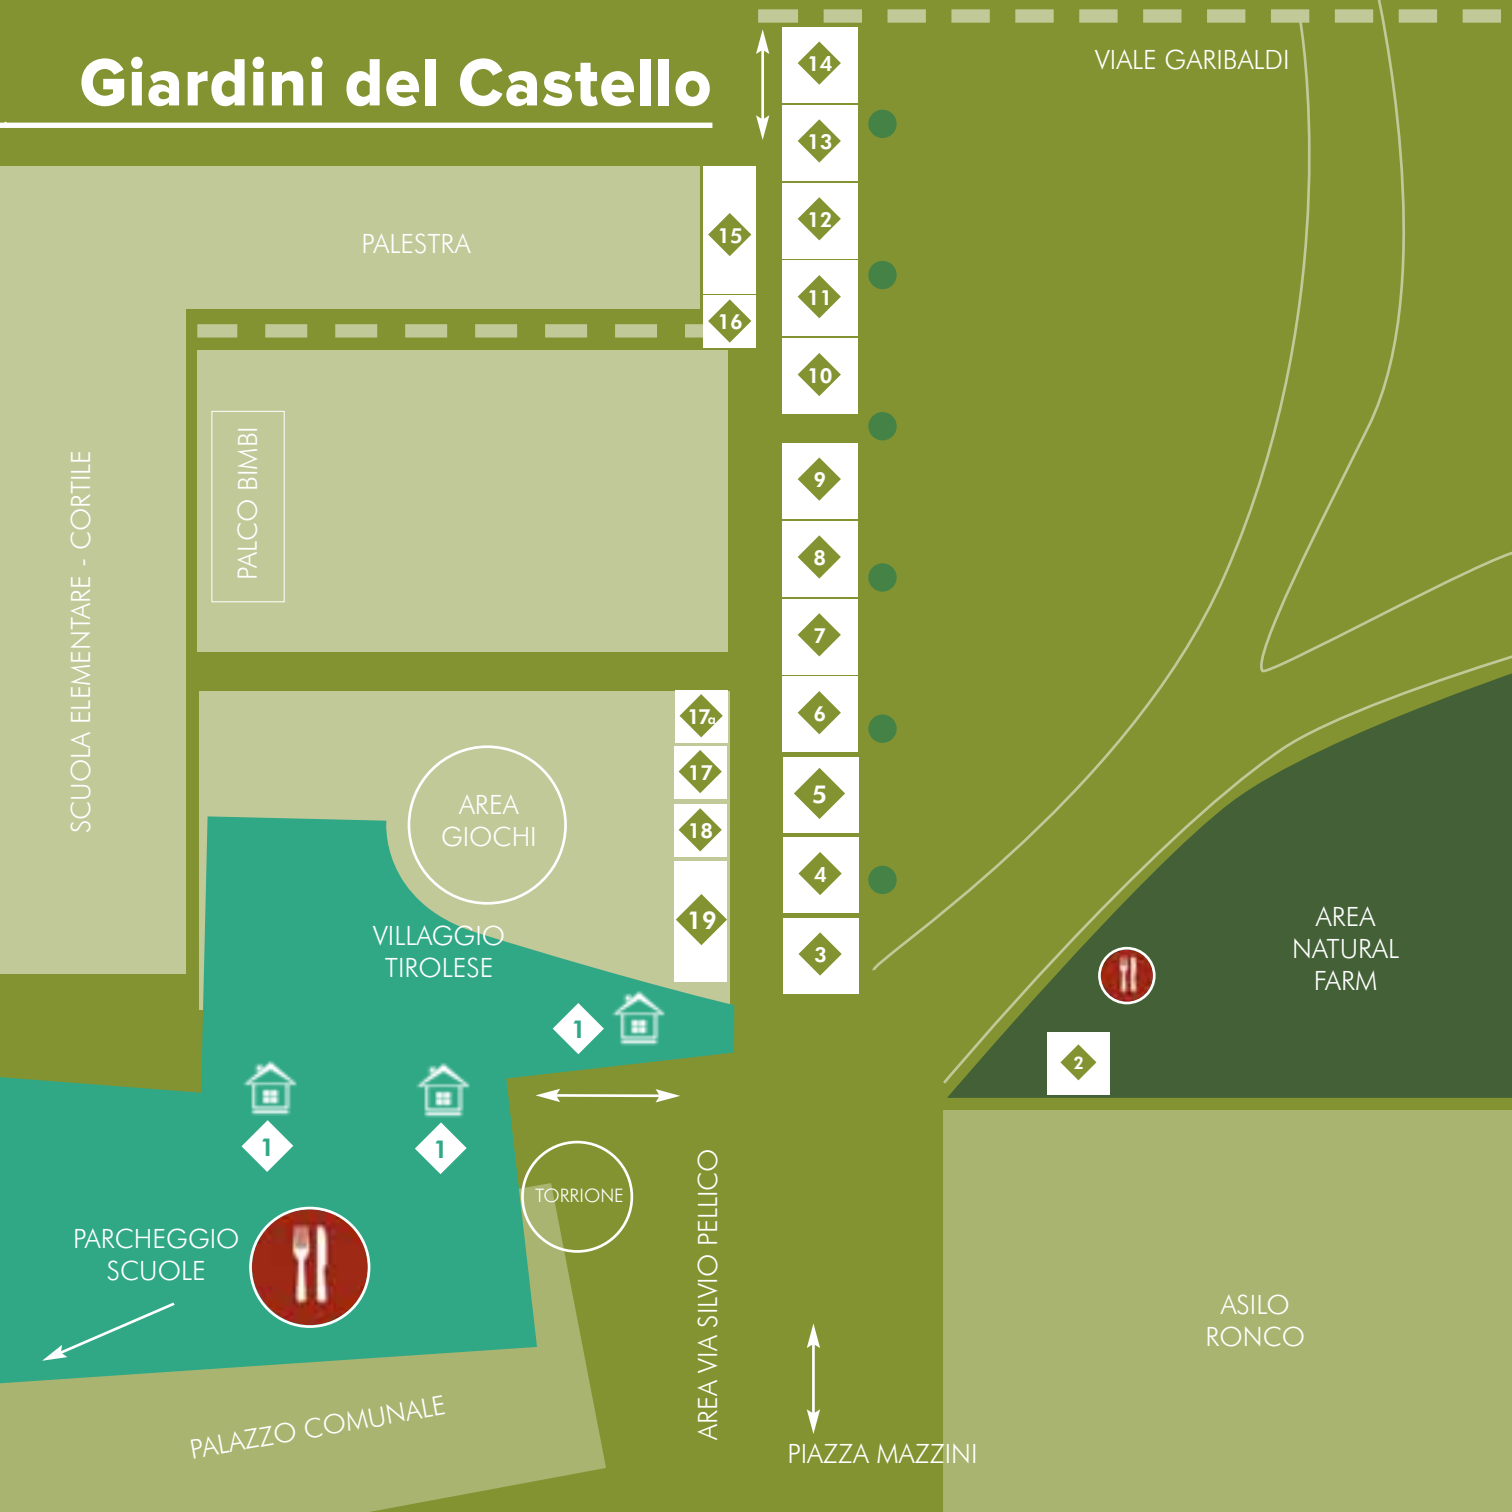 Giardini del Castello
VIALE GARIBALDI
14
13
12
11
10
9
8
7
6
5
4
3
15
16
PALESTRA
PALCO BIMBI
SCUOLA ELEMENTARE - CORTILE
17a
17
18
19
AREA
GIOCHI
VILLAGGIO
TIROLESE
1
1
1
AREA
NATURAL
FARM
2
TORRIONE
PARCHEGGIO
SCUOLE
AREA VIA SILVIO PELLICO
ASILO
RONCO
PALAZZO COMUNALE
PIAZZA MAZZINI